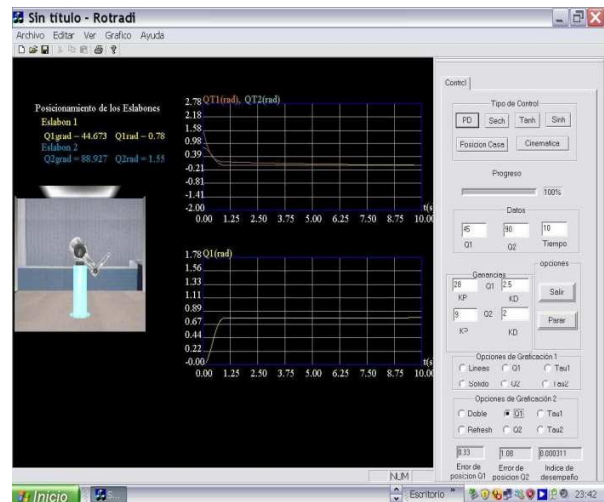 Sin título - Rotradi
Archivo Editar Ver Grafico Ayuda
Posicionamiento de los Eslabones
Eslabon 1
Q1grad = 44.673 Q1rad = 0.78
Eslabon 2
Q2grad = 88.927 Q2rad = 1.55
QT1(rad), QT2(rad)
2.78
2.18
1.58
0.98
0.39
-0.21
-0.81
-1.41
-2.00
t(s
0.00 1.25 2.50 3.75 5.00 6.25 7.50 8.75 10.00
Q1(rad)
1.78
1.56
1.33
1.11
0.89
0.67
0.44
0.22
-0.00
t(s
0.00 1.25 2.50 3.75 5.00 6.25 7.50 8.75 10.00
Control
Tipo de Control
PD Sech Tanh Sinh
Posicion Casa Cinematica
Progreso
100%
Datos
45 90 10
Q1 Q2 Tiempo
opciones
Ganancias
28 Q1 2.5
KP KD
9 Q2 2
KP KD
Salir
Parar
Opciones de Graficación 1
Lineas Q1 Tau1
Solido Q2 Tau2
Opciones de Graficación 2
Doble Q1 Tau1
Refresh Q2 Tau2
0.33 1.08 0.000311
Error de posicion Q1
Error de posicion Q2
Indice de desempeño
NUM
Inicio
S...
Escritorio »
23:42